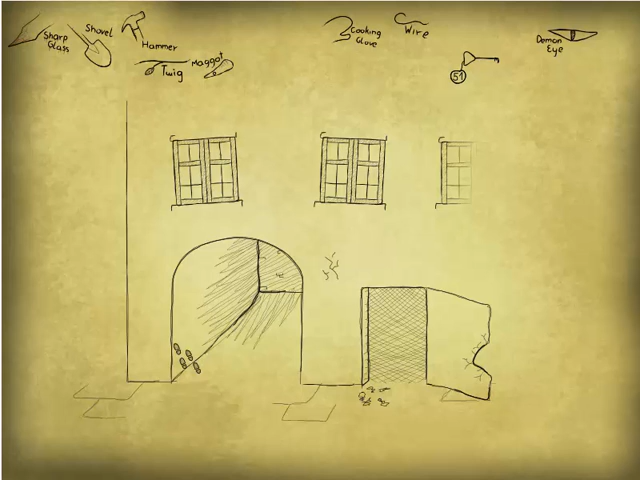 Sharp
Glass
Shovel
Hammer
Twig
Maggot
Cooking
Glove
Wire
51
Demon
Eye